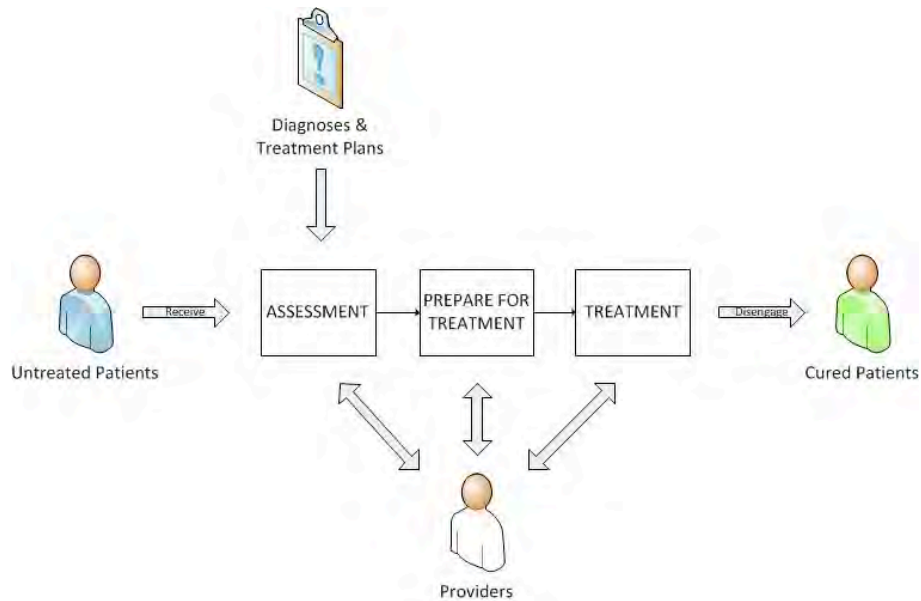 Diagnoses &
Treatment Plans
Receive
ASSESSMENT
PREPARE FOR
TREATMENT
TREATMENT
Disengage
Untreated Patients
Cured Patients
Providers